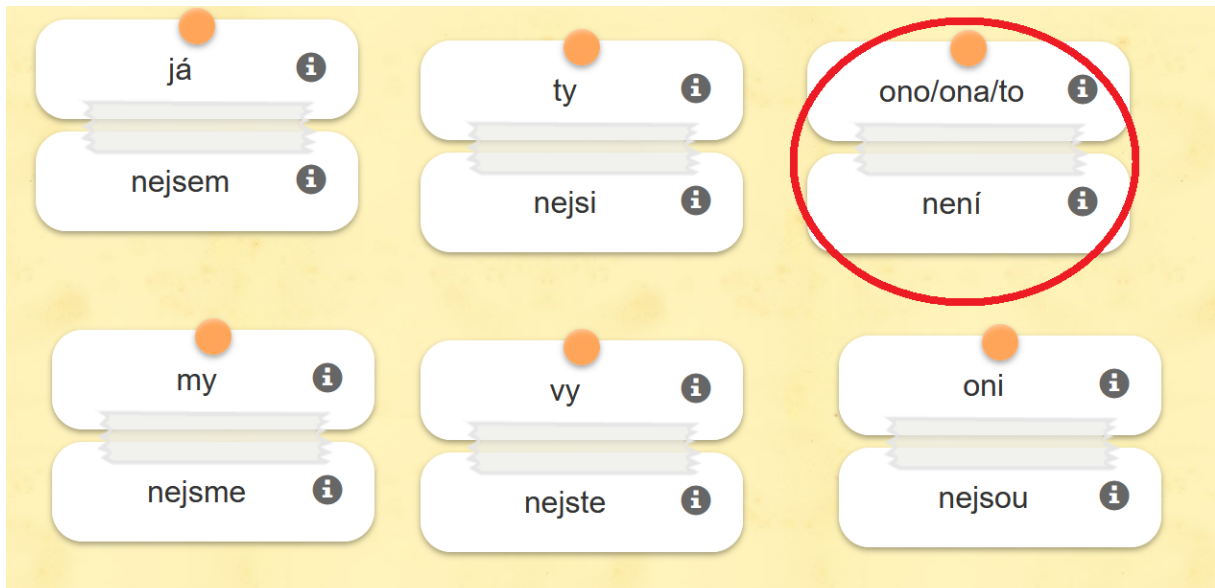 já
nejsem
ty
nejsi
ono/ona/to
není
my
nejsme
vy
nejste
oni
nejsou